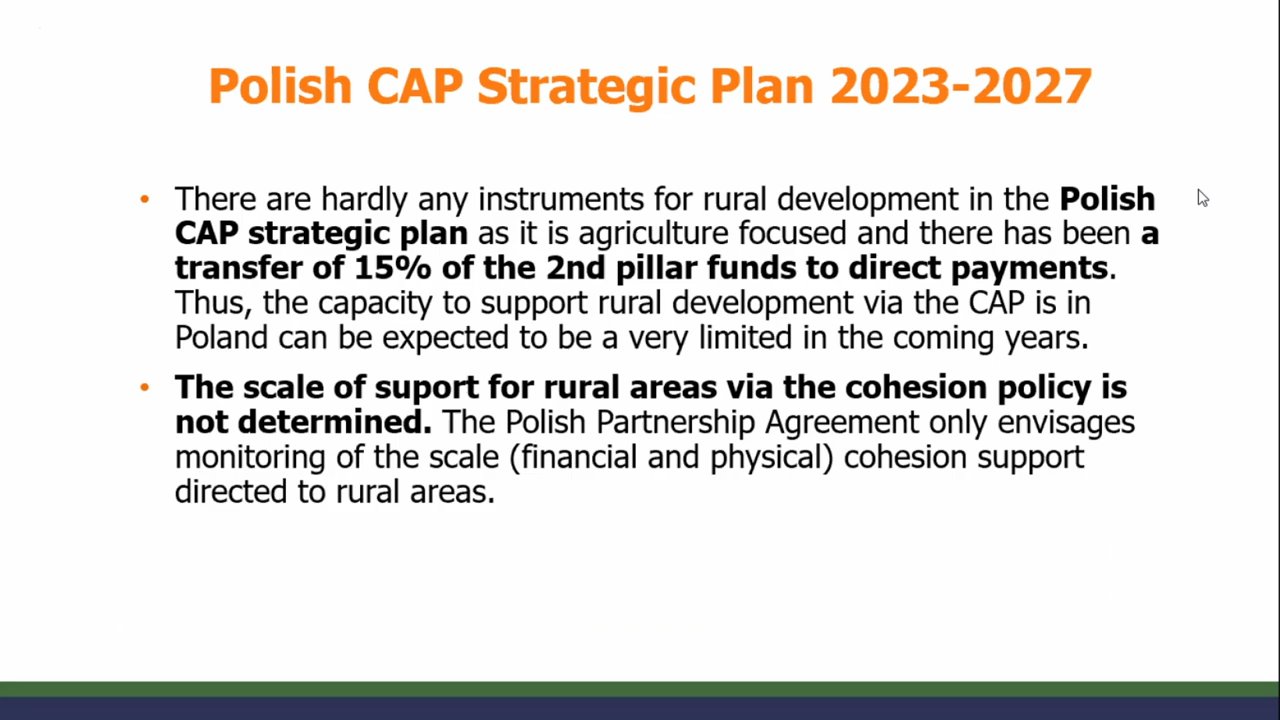 Polish CAP Strategic Plan 2023-2027
• There are hardly any instruments for rural development in the Polish
CAP strategic plan as it is agriculture focused and there has been a
transfer of 15% of the 2nd pillar funds to direct payments.
Thus, the capacity to support rural development via the CAP is in
Poland can be expected to be a very limited in the coming years.
• The scale of suport for rural areas via the cohesion policy is
not determined. The Polish Partnership Agreement only envisages
monitoring of the scale (financial and physical) cohesion support
directed to rural areas.